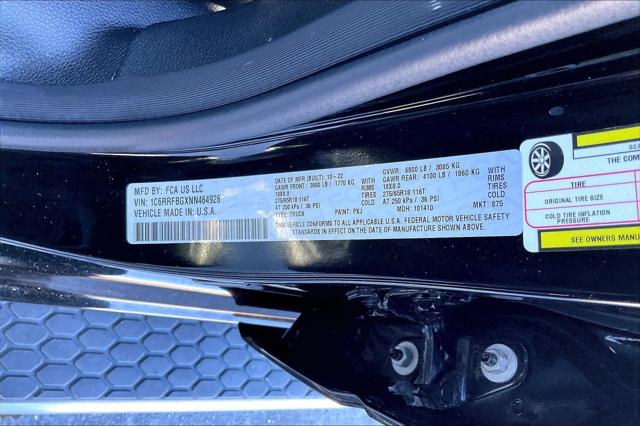 MFD BY: FCA US LLC
VIN: 1C6RRFBGXNN464926
VEHICLE MADE IN: U.S.A.
DATE OF MFR (BUILT): 10-22
GAWR FRONT: 3900 LB / 1770 KG
WITH RIMS
18X8.0
275/65R18 116T
COLD
AT 250 kPa / 36 PSI
TYPE: TRUCK PAINT: PXJ
GVWR: 6800 LB / 3085 KG
GAWR REAR: 4100 LB / 1860 KG
RIMS
18X8.0
275/65R18 116T
COLD
AT 250 kPa / 36 PSI
MDH: 101410 MKT: 875
THIS VEHICLE CONFORMS TO ALL APPLICABLE U.S.A. FEDERAL MOTOR VEHICLE SAFETY
STANDARDS IN EFFECT ON THE DATE OF MANUFACTURE SHOWN ABOVE.
THE COM
TIRE
ORIGINAL TIRE SIZE
COLD TIRE INFLATION
PRESSURE
SEE OWNERS MANU